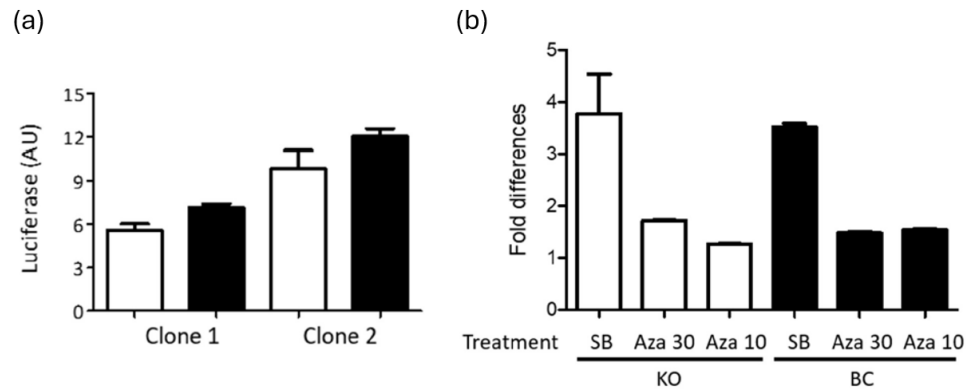 (a)
(b)
Luciferase (AU)
15
12
9
6
3
0
Clone 1 Clone 2
Fold differences
5
4
3
2
1
0
Treatment SB Aza 30 Aza 10 SB Aza 30 Aza 10
KO BC